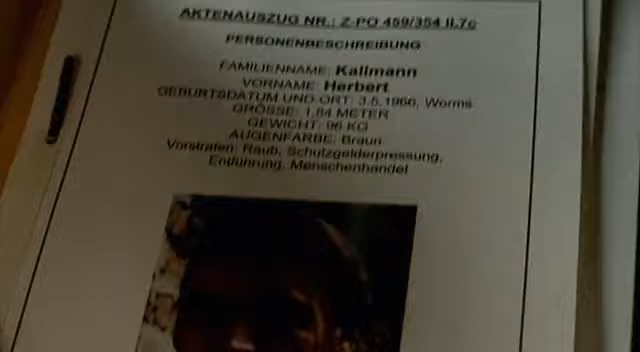 AKTENAUSZUG NR.: Z-PO 459/354 II.7c
PERSONENBESCHREIBUNG
FAMILIENNAME: Kallmann
VORNAME: Herbert
GEBURTSDATUM UND ORT: 3.5.1966, Worms
GRÖSSE: 1,84 METER
GEWICHT: 96 KG
AUGENFARBE: Braun
Vorstrafen: Raub, Schutzgelderpressung,
Entführung, Menschenhandel